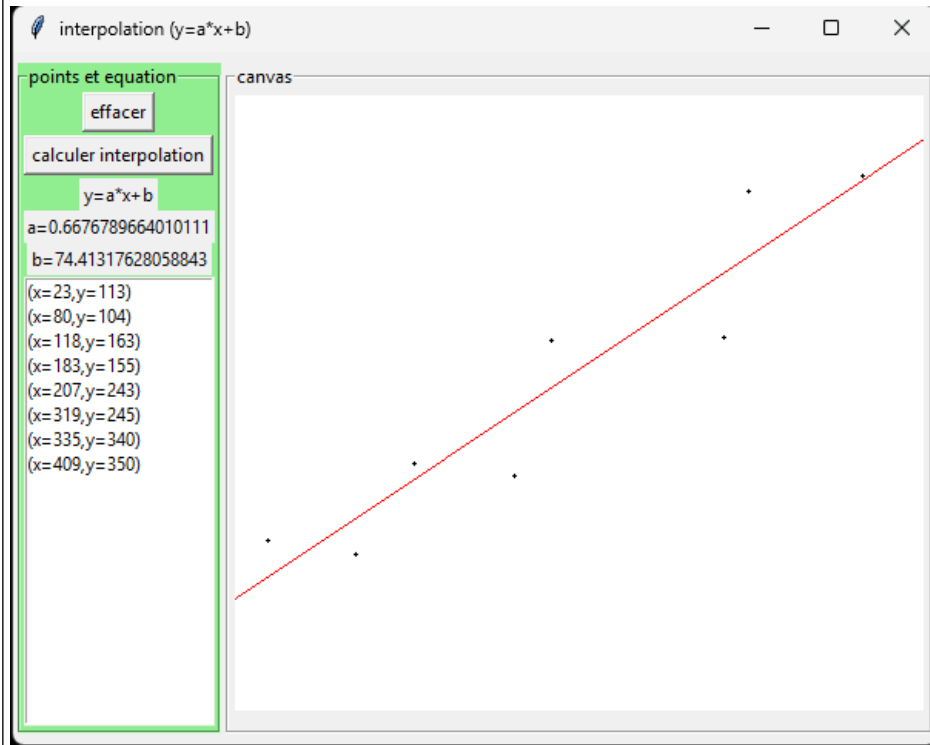 interpolation (y=a*x+b)
points et equation
effacer
calculer interpolation
y=a*x+b
a=0.6676789664010111
b=74.41317628058843
(x=23,y=113)
(x=80,y=104)
(x=118,y=163)
(x=183,y=155)
(x=207,y=243)
(x=319,y=245)
(x=335,y=340)
(x=409,y=350)
canvas